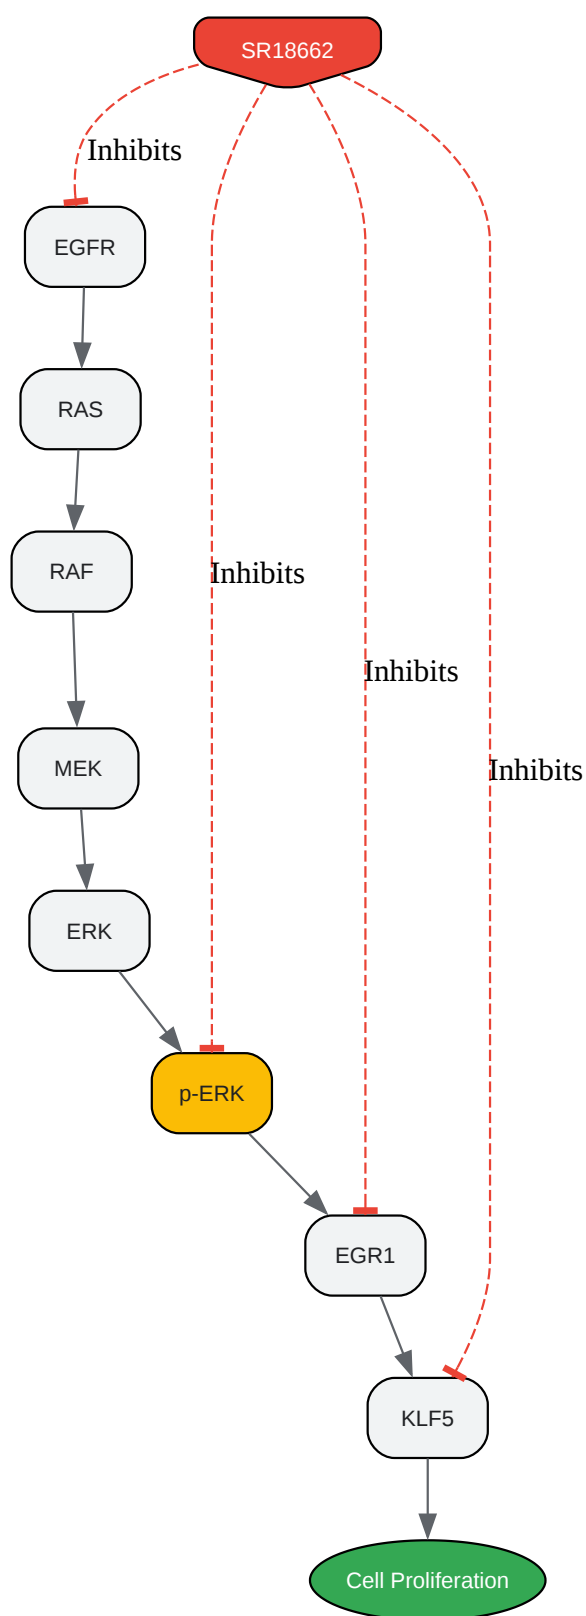 SR18662
Inhibits
EGFR
RAS
RAF
Inhibits
Inhibits
MEK
Inhibits
ERK
p-ERK
EGR1
KLF5
Cell Proliferation